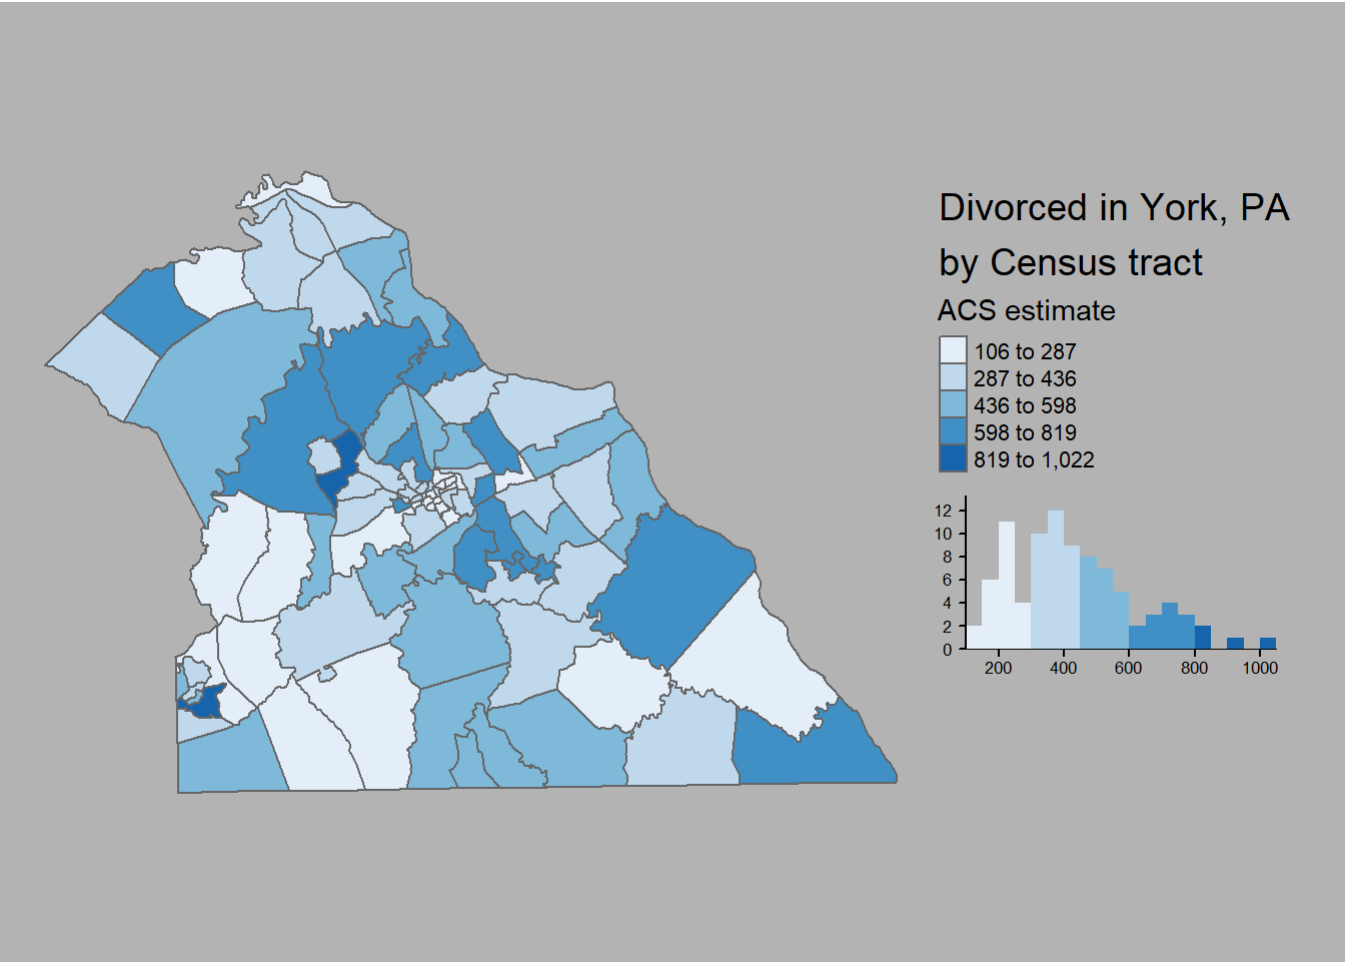 Divorced in York, PA
by Census tract
ACS estimate
106 to 287
287 to 436
436 to 598
598 to 819
819 to 1,022
12
10
8
6
4
2
0
200 400 600 800 1000